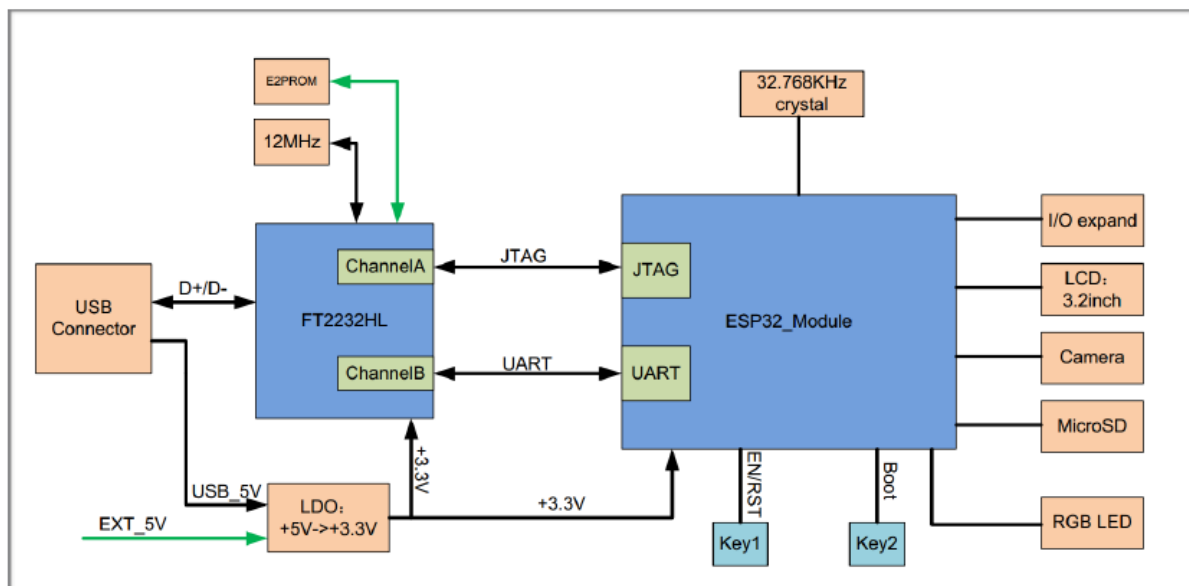 E2PROM
12MHz
32.768KHz
crystal
I/O expand
ChannelA
JTAG
JTAG
LCD：
3.2inch
USB
Connector
D+/D-
FT2232HL
ESP32_Module
Camera
ChannelB
UART
UART
MicroSD
+3.3V
EN/RST
Boot
USB_5V
LDO：
+5V->+3.3V
+3.3V
EXT_5V
Key1
Key2
RGB LED